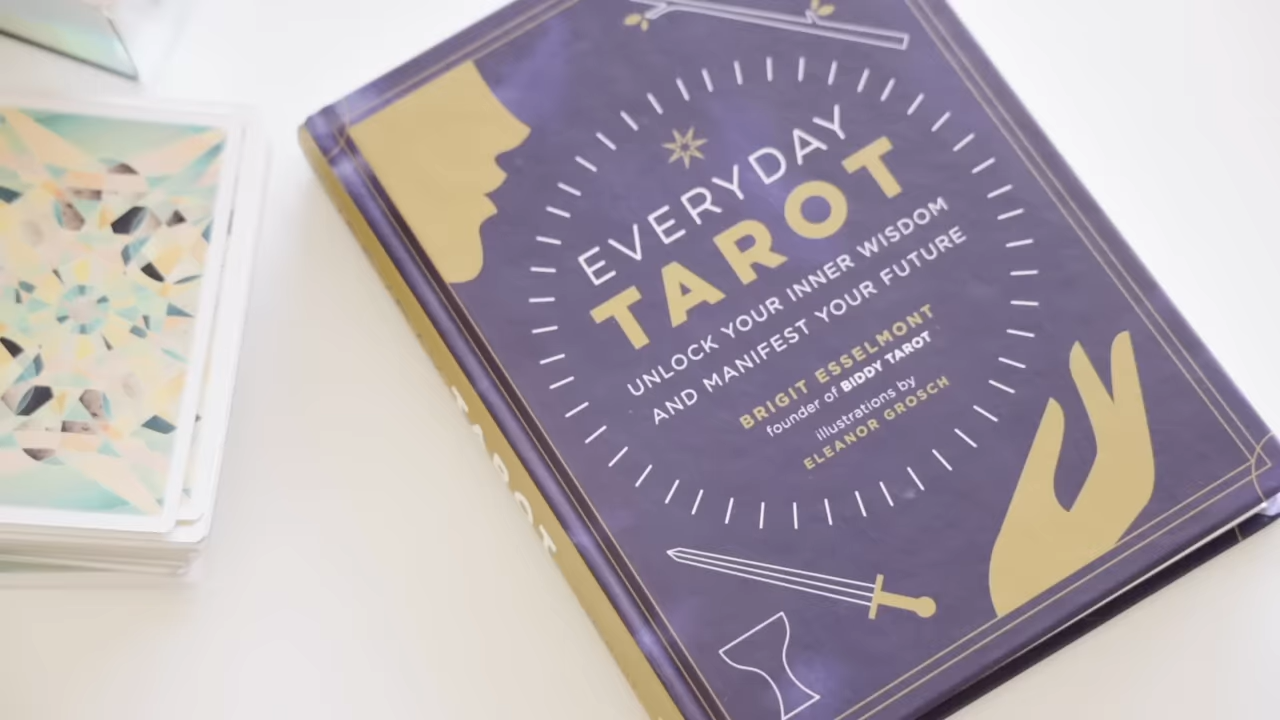 EVERYDAY
TAROT
UNLOCK YOUR INNER WISDOM
AND MANIFEST YOUR FUTURE
BRIGIT ESSELMONT
founder of BIDDY TAROT
illustrations by
ELEANOR GROSCH
TAROT